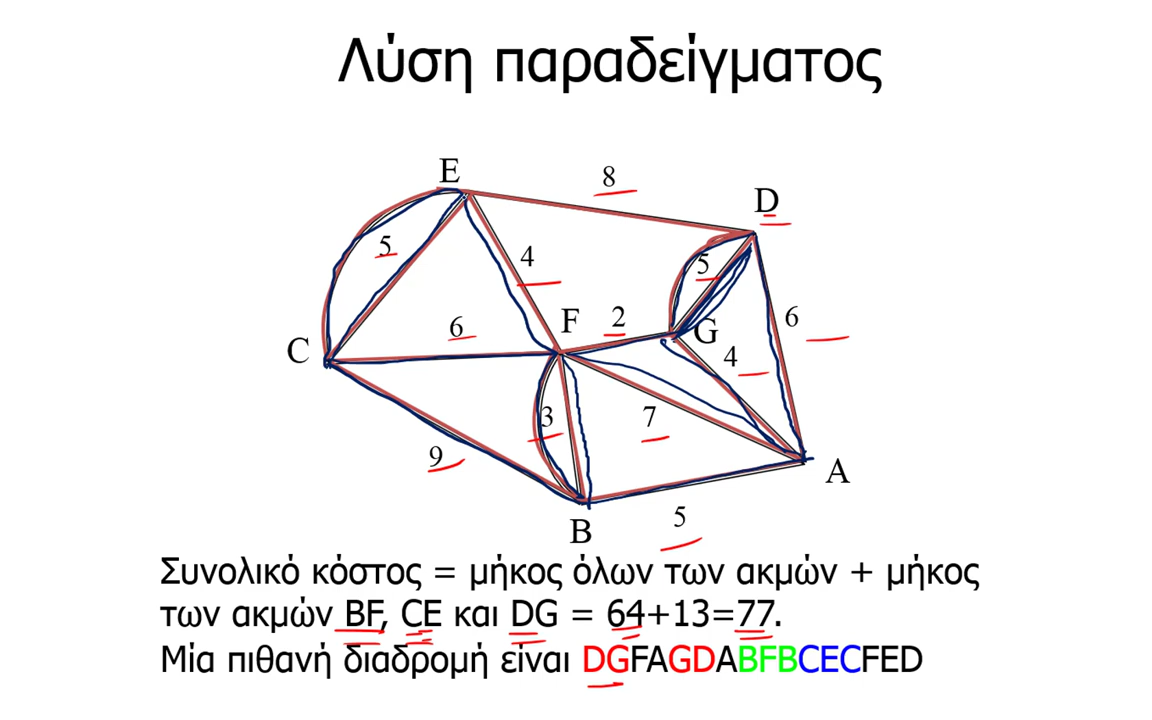 Λύση παραδείγματος
E
8
D
5
4
5
F
2
G
6
6
C
4
3
7
9
A
5
B
Συνολικό κόστος = μήκος όλων των ακμών + μήκος
των ακμών BF, CE και DG = 64+13=77.
Μία πιθανή διαδρομή είναι DGFAGDABFBCECFED